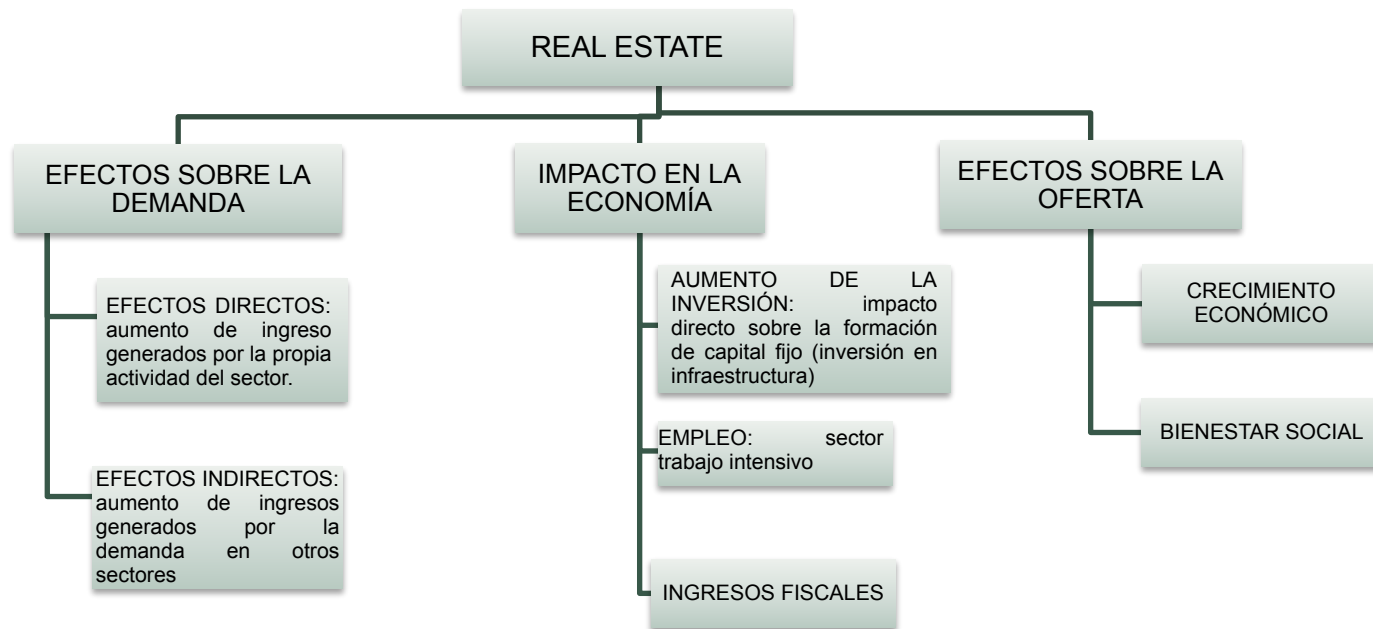 REAL ESTATE
EFECTOS SOBRE LA
DEMANDA
EFECTOS DIRECTOS:
aumento de ingreso
generados por la propia
actividad del sector.
EFECTOS INDIRECTOS:
aumento de ingresos
generados por la
demanda en otros
sectores
IMPACTO EN LA
ECONOMÍA
AUMENTO DE LA
INVERSIÓN: impacto
directo sobre la formación
de capital fijo (inversión en
infraestructura)
EMPLEO: sector
trabajo intensivo
INGRESOS FISCALES
EFECTOS SOBRE LA
OFERTA
CRECIMIENTO
ECONÓMICO
BIENESTAR SOCIAL